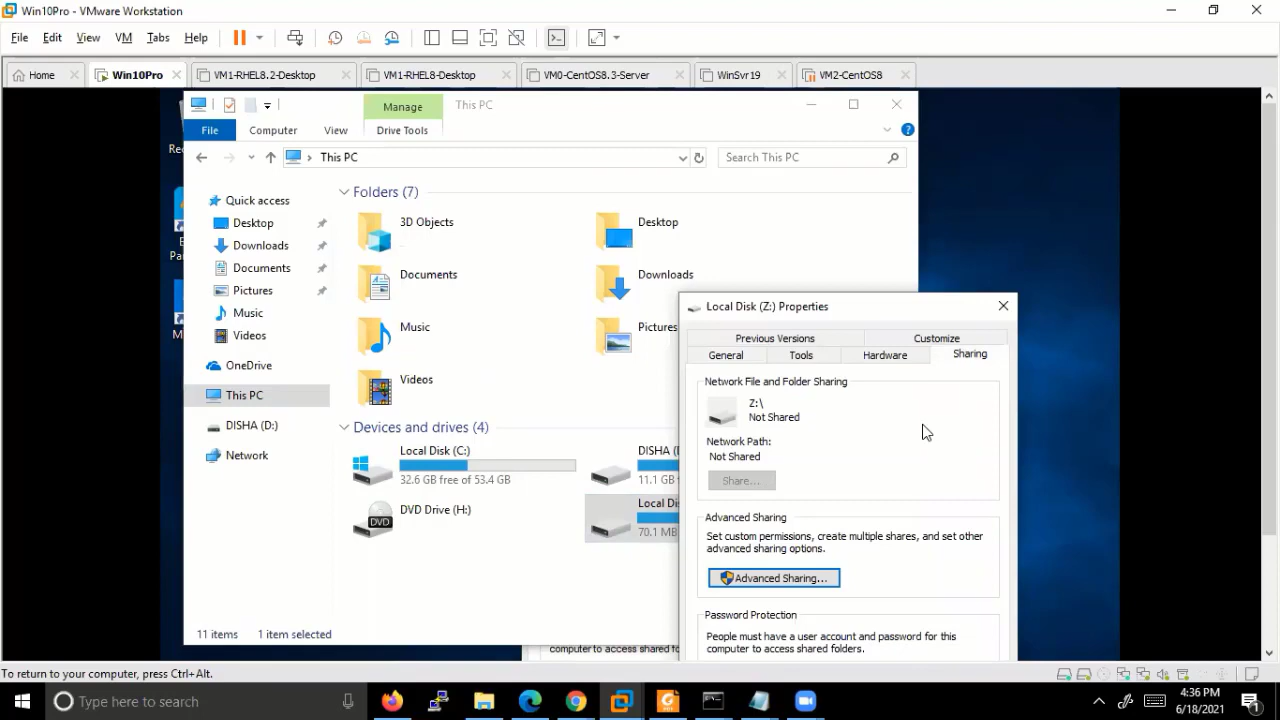 Win10Pro - VMware Workstation
File Edit View VM Tabs Help
Home Win10Pro VM1-RHEL8.2-Desktop VM1-RHEL8-Desktop VM0-CentOS8.3-Server WinSvr19 VM2-CentOS8
Manage This PC
File Computer View Drive Tools
This PC Search This PC
Quick access
Desktop
Downloads
Documents
Pictures
Music
Videos
OneDrive
This PC
DISHA (D:)
Network
Folders (7)
3D Objects Desktop
Documents Downloads
Music Pictures
Videos
Devices and drives (4)
Local Disk (C:) DISHA
32.6 GB free of 53.4 GB 11.1 GB
DVD Drive (H:) Local
DVD 70.1 MB
11 items 1 item selected
Local Disk (Z:) Properties
Previous Versions Customize
General Tools Hardware Sharing
Network File and Folder Sharing
Z:\
Not Shared
Network Path:
Not Shared
Share...
Advanced Sharing
Set custom permissions, create multiple shares, and set other
advanced sharing options.
Advanced Sharing...
Password Protection
People must have a user account and password for this
computer to access shared folders.
computer to access shared
To return to your computer, press Ctrl+Alt.
Type here to search
4:36 PM
6/18/2021